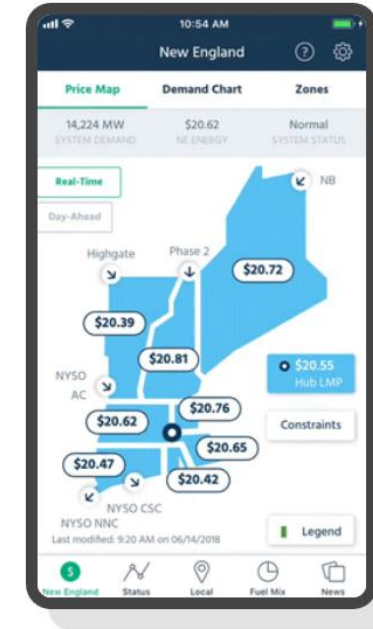 10:54 AM
New England
?
Price Map Demand Chart Zones
14,224 MW $20.62 Normal
SYSTEM DEMAND NE ENERGY SYSTEM STATUS
Real-Time
NB
Day-Ahead
Highgate Phase 2
$20.72
$20.39
$20.81
$20.55
Hub LMP
NYSO
AC
$20.76
$20.62
Constraints
$20.65
$20.47
$20.42
NYSO CSC
NYSO NNC
Last modified: 9:20 AM on 06/14/2018
Legend
$
New England Status Local Fuel Mix News